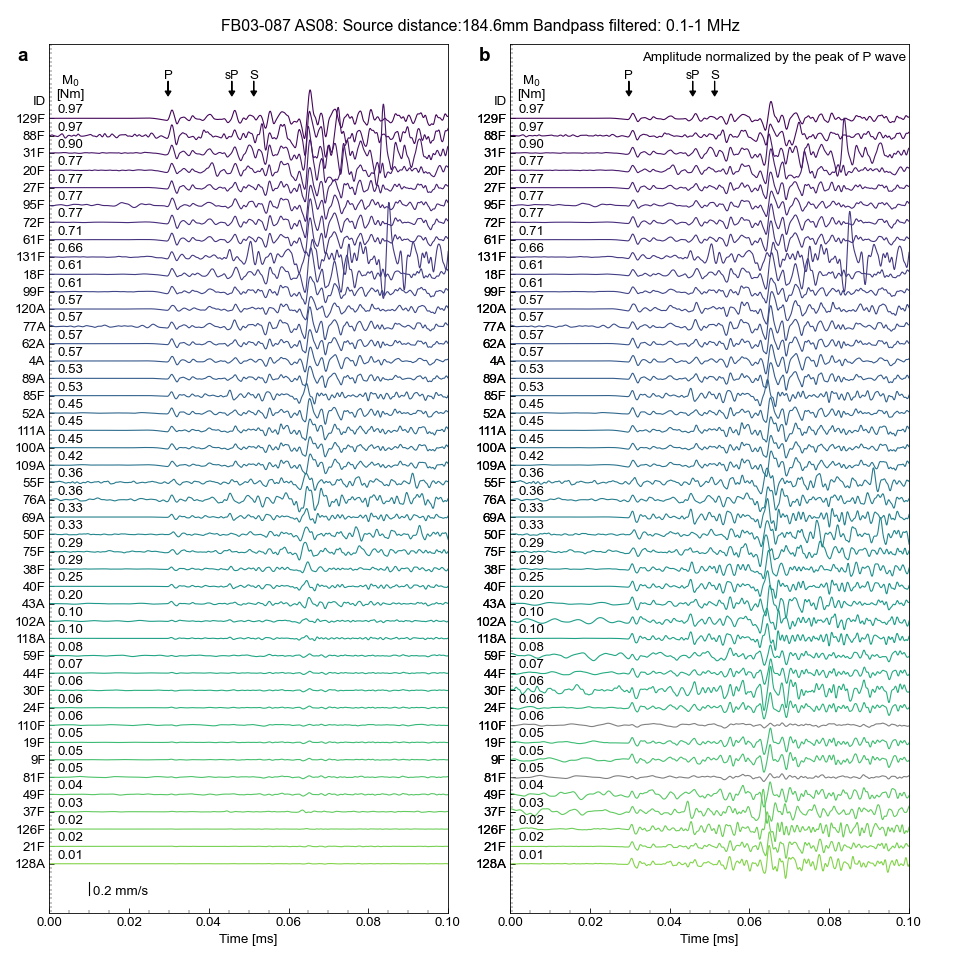 FB03-087 AS08: Source distance:184.6mm Bandpass filtered: 0.1-1 MHz
a
P sP S
M0
[Nm]
ID
129F 0.97
88F 0.97
31F 0.90
20F 0.77
27F 0.77
95F 0.77
72F 0.77
61F 0.71
131F 0.66
18F 0.61
99F 0.61
120A 0.57
77A 0.57
62A 0.57
4A 0.57
89A 0.53
85F 0.53
52A 0.45
111A 0.45
100A 0.45
109A 0.42
55F 0.36
76A 0.36
69A 0.33
50F 0.33
75F 0.29
38F 0.29
40F 0.25
43A 0.20
102A 0.10
118A 0.10
59F 0.08
44F 0.07
30F 0.06
24F 0.06
110F 0.06
19F 0.05
9F 0.05
81F 0.05
49F 0.04
37F 0.03
126F 0.02
21F 0.02
128A 0.01
0.2 mm/s
0.00 0.02 0.04 0.06 0.08 0.10
Time [ms]
b
Amplitude normalized by the peak of P wave
P sP S
M0
[Nm]
ID
129F 0.97
88F 0.97
31F 0.90
20F 0.77
27F 0.77
95F 0.77
72F 0.77
61F 0.71
131F 0.66
18F 0.61
99F 0.61
120A 0.57
77A 0.57
62A 0.57
4A 0.57
89A 0.53
85F 0.53
52A 0.45
111A 0.45
100A 0.45
109A 0.42
55F 0.36
76A 0.36
69A 0.33
50F 0.33
75F 0.29
38F 0.29
40F 0.25
43A 0.20
102A 0.10
118A 0.10
59F 0.08
44F 0.07
30F 0.06
24F 0.06
110F 0.06
19F 0.05
9F 0.05
81F 0.05
49F 0.04
37F 0.03
126F 0.02
21F 0.02
128A 0.01
0.00 0.02 0.04 0.06 0.08 0.10
Time [ms]